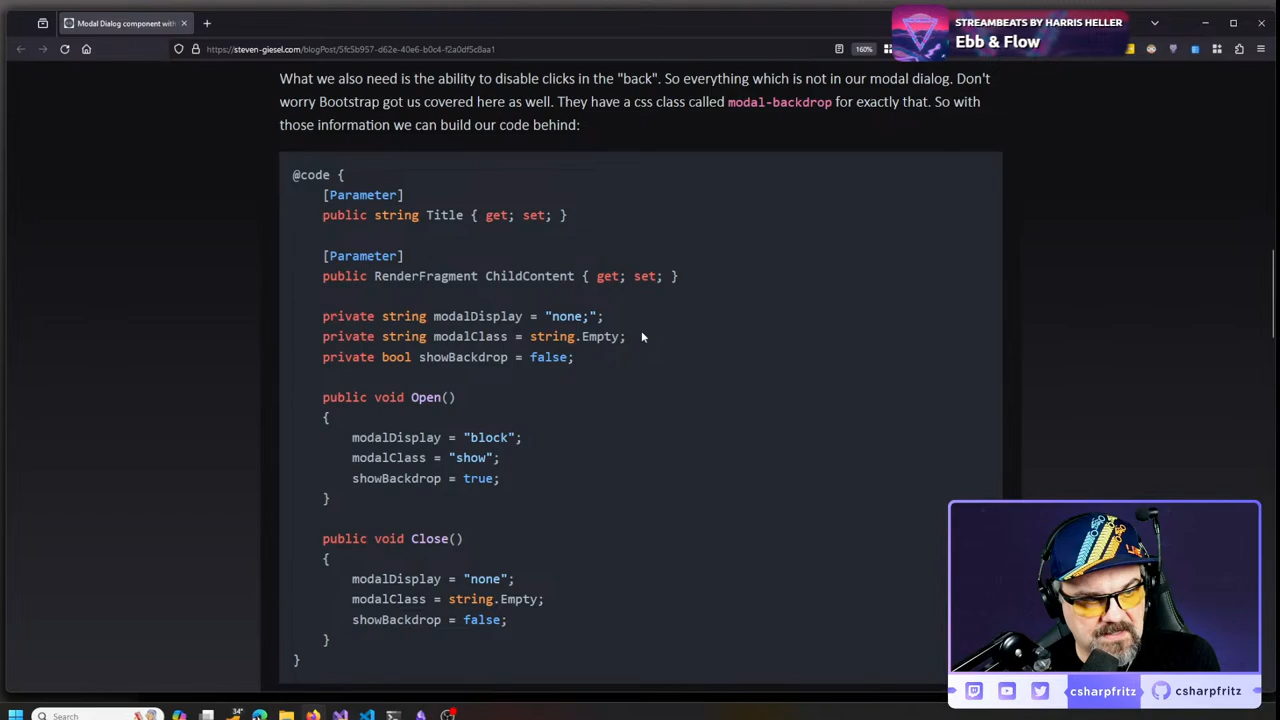 Modal Dialog component with
https://steven-giesel.com/blogPost/5fc5b957-d62e-40e6-b0c4-f2a0df5c8aa1
160%
STREAMBEATS BY HARRIS HELLER
Ebb & Flow
What we also need is the ability to disable clicks in the "back". So everything which is not in our modal dialog. Don't
worry Bootstrap got us covered here as well. They have a css class called modal-backdrop for exactly that. So with
those information we can build our code behind:
@code {
[Parameter]
public string Title { get; set; }
[Parameter]
public RenderFragment ChildContent { get; set; }
private string modalDisplay = "none;";
private string modalClass = string.Empty;
private bool showBackdrop = false;
public void Open()
{
modalDisplay = "block";
modalClass = "show";
showBackdrop = true;
}
public void Close()
{
modalDisplay = "none";
modalClass = string.Empty;
showBackdrop = false;
}
}
csharpfritz
csharpfritz
Search
34°